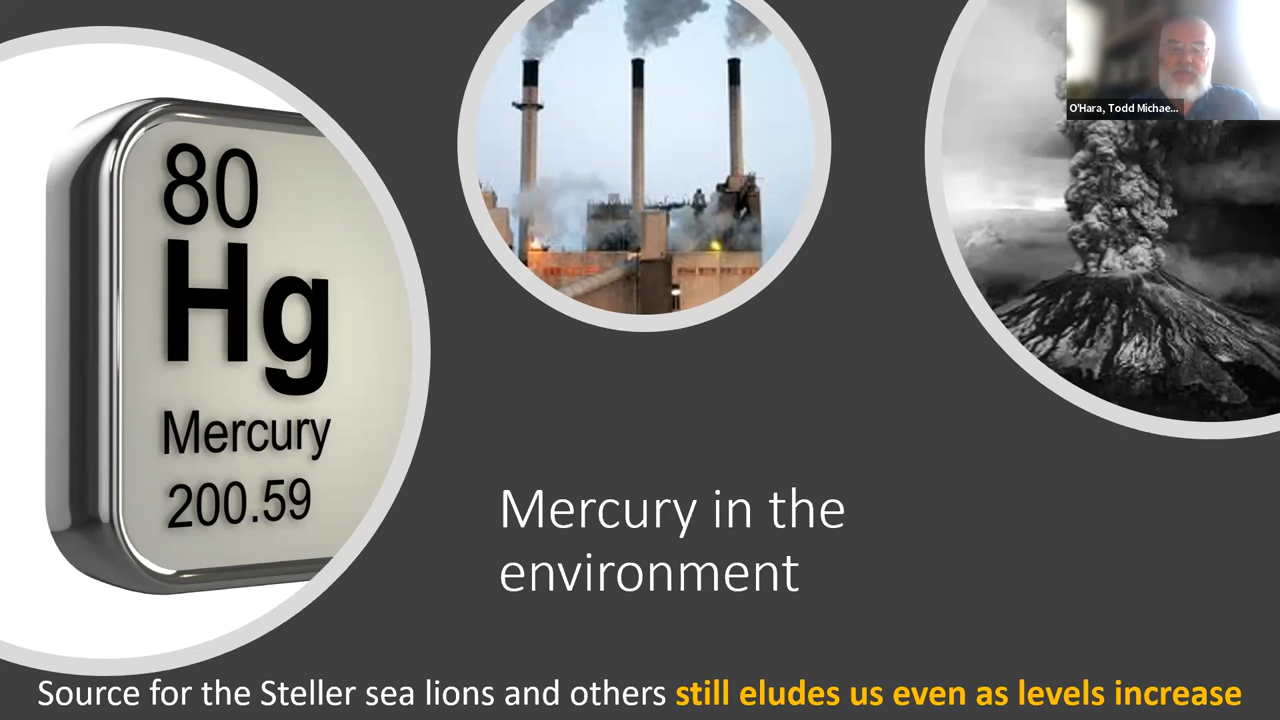 80
Hg
Mercury
200.59
O'Hara, Todd Michae...
Mercury in the
environment
Source for the Steller sea lions and others still eludes us even as levels increase